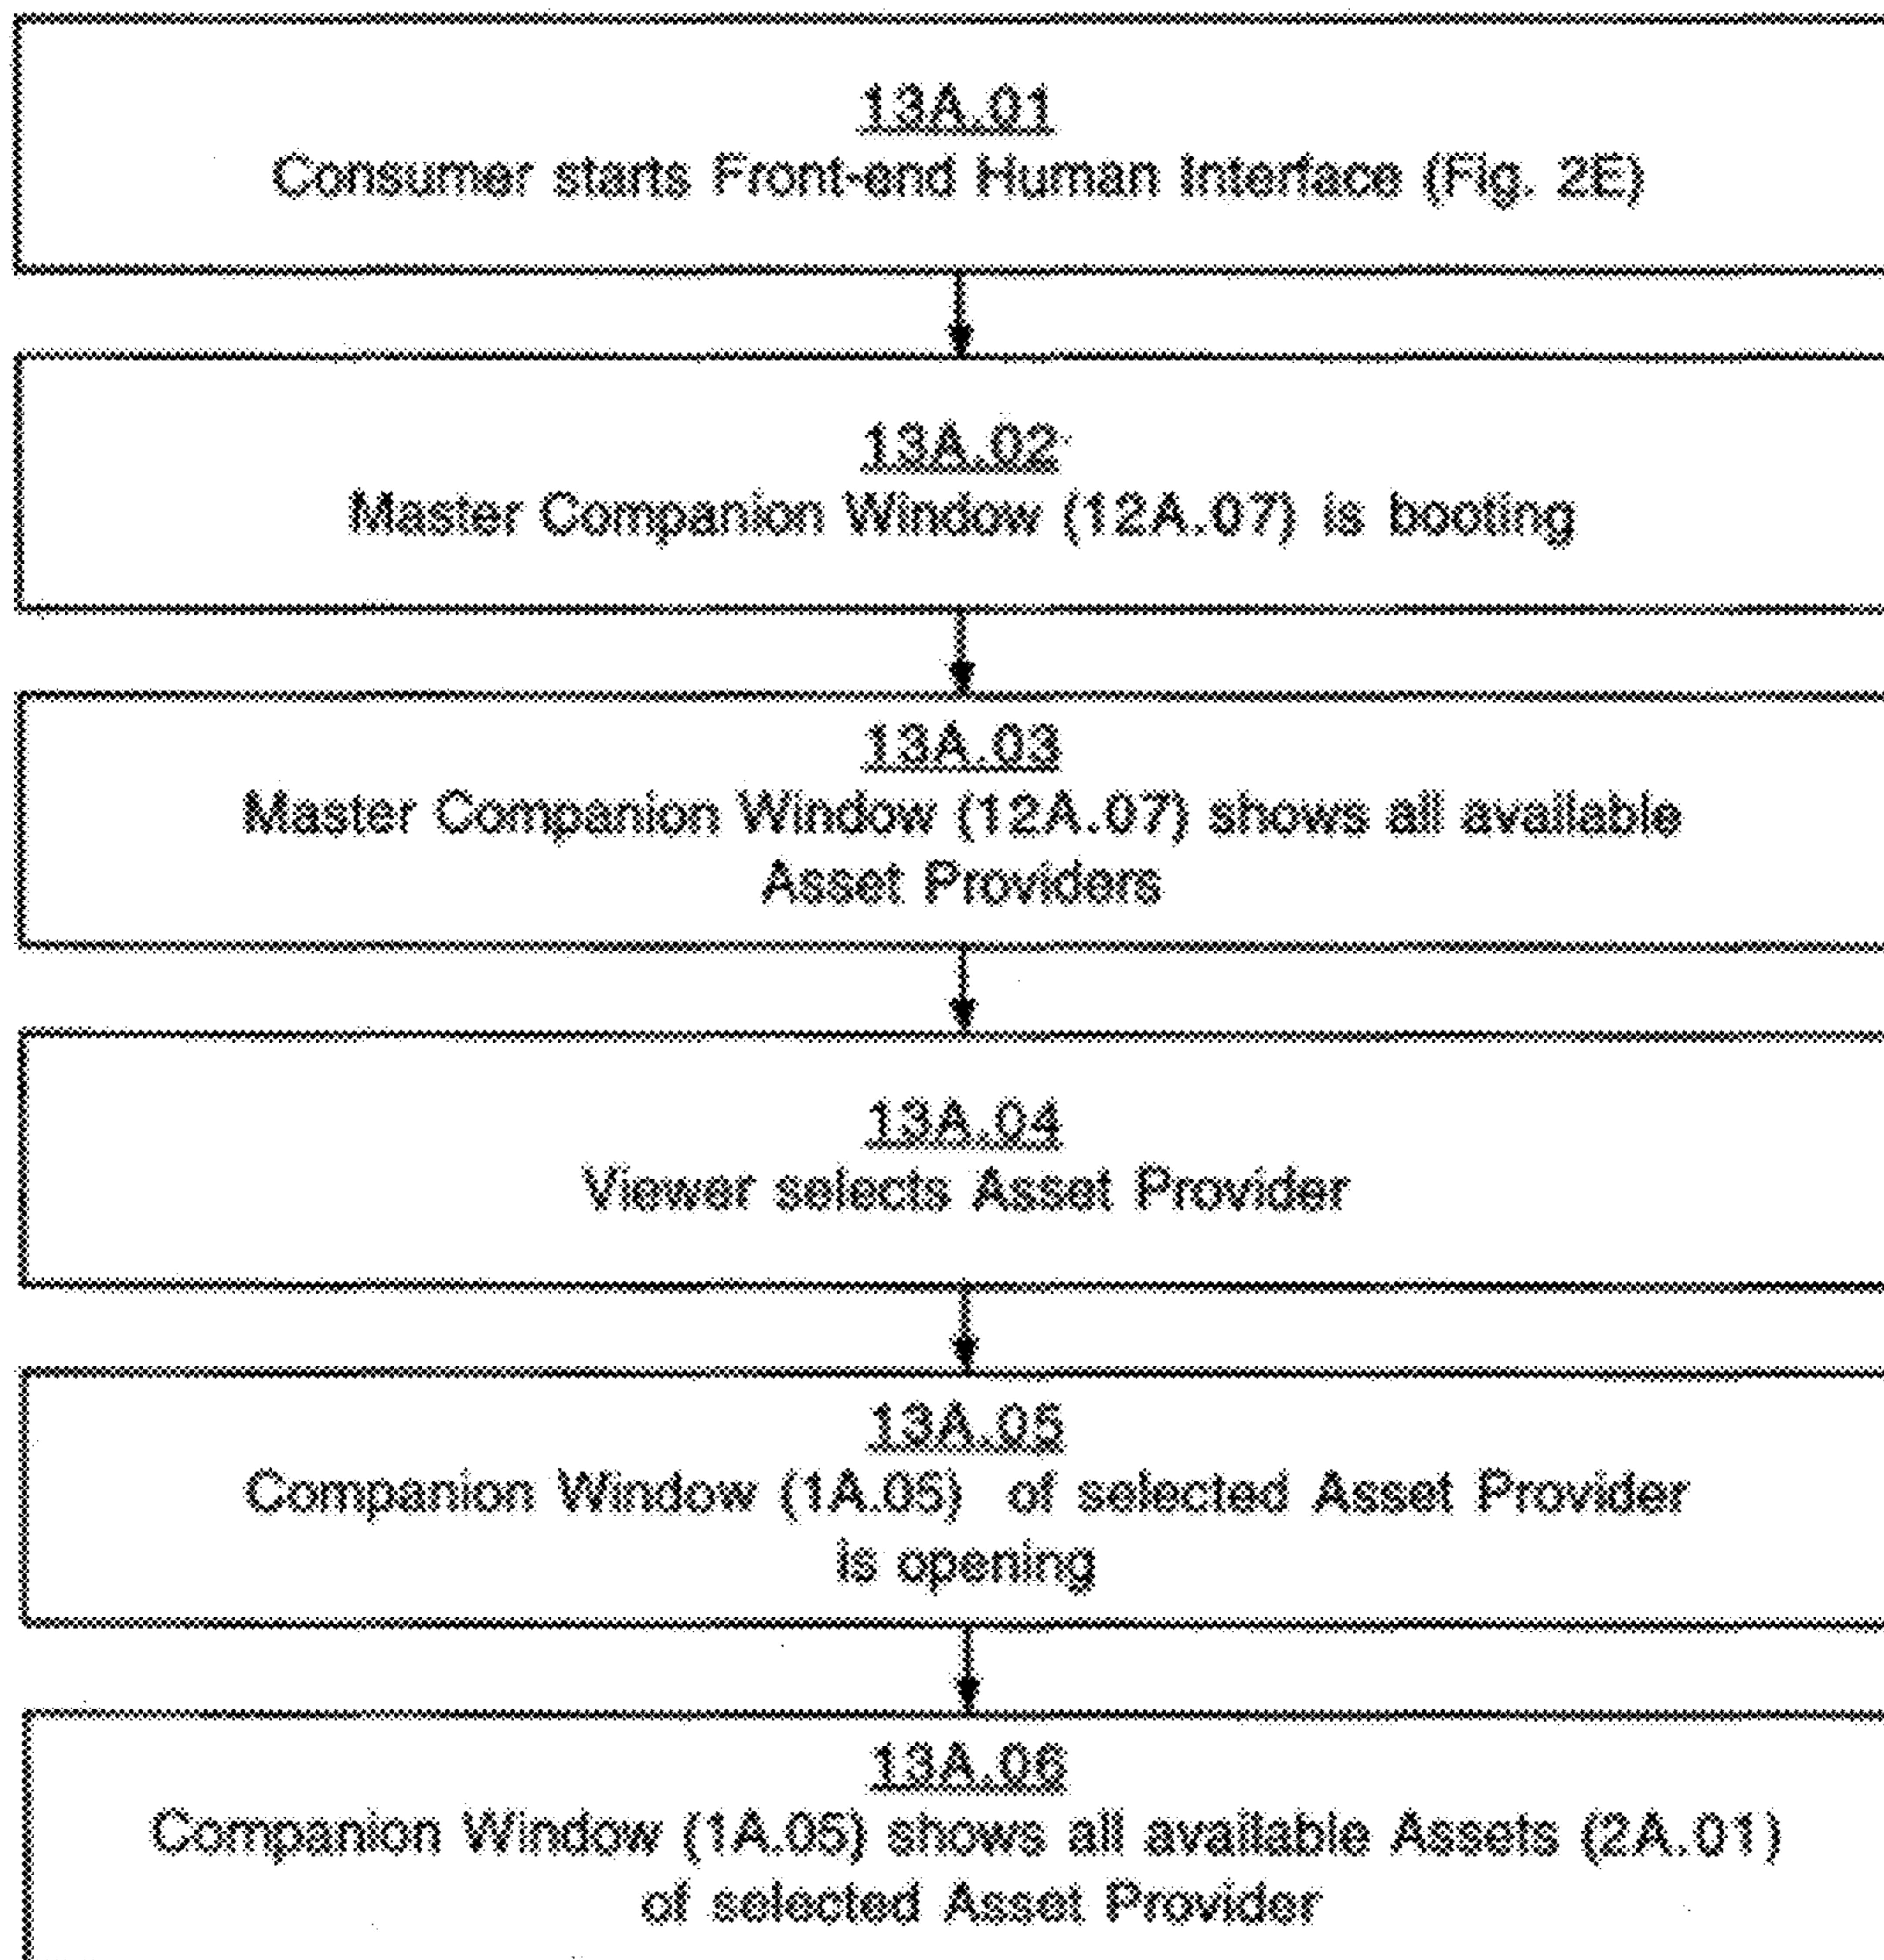 13A.01
Consumer starts Front-end Human Interface (Fig. 2E)
13A.02
Master Companion Window (12A.07) is booting
13A.03
Master Companion Window (12A.07) shows all available
Asset Providers
13A.04
Viewer selects Asset Provider
13A.05
Companion Window (1A.05) of selected Asset Provider
is opening
13A.06
Companion Window (1A.05) shows all available Assets (2A.01)
of selected Asset Provider